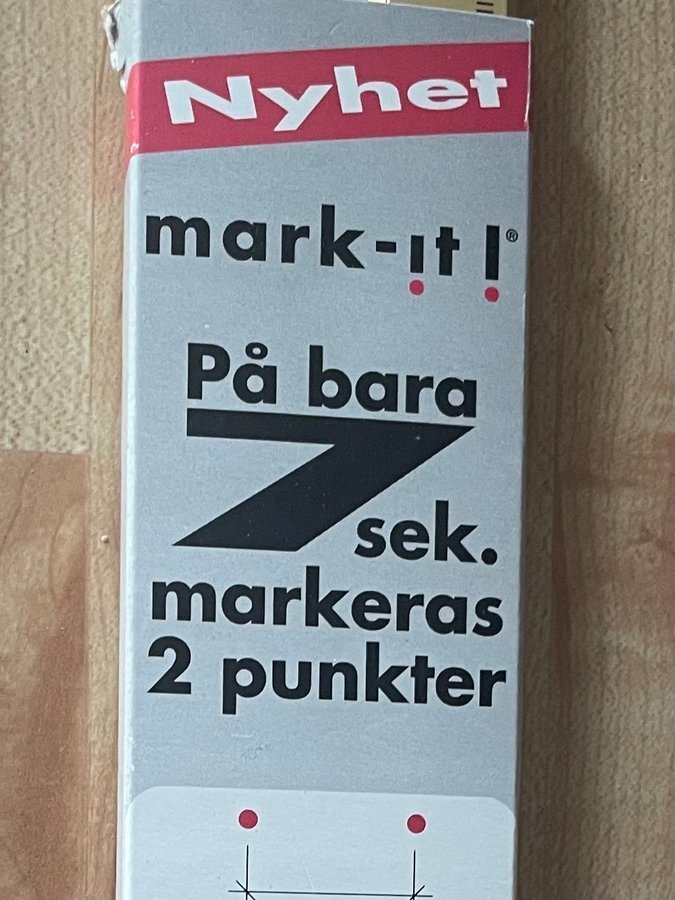 Nyhet
mark-it!®
På bara
7 sek.
markeras
2 punkter